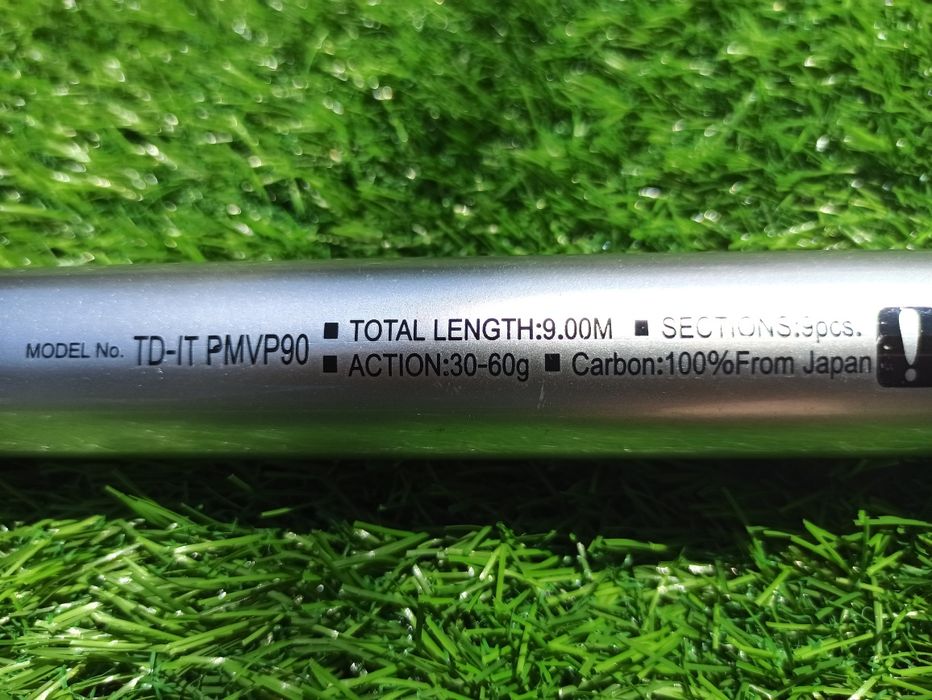 MODEL No. TD-IT PMVP90
■ TOTAL LENGTH:9.00M ■ SECTIONS:9pcs.
■ ACTION:30-60g ■ Carbon:100%From Japan
!